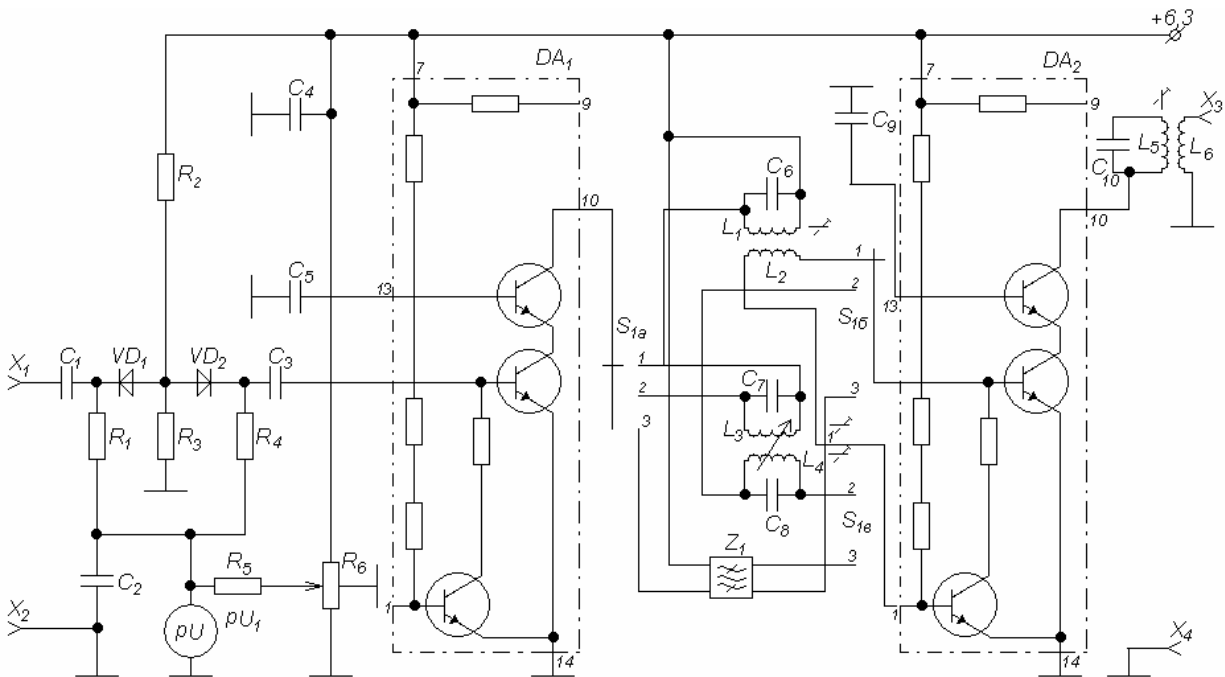 +6,3
DA1
DA2
7
7
C4
9
C9
9
X3
C6
L5
L6
R2
C10
10
10
L1
C5
L2
1
13
2
13
S1a
S1б
X1
C1
VD1
VD2
C3
1
C7
2
3
3
R1
R3
R4
L3
1
L4
2
C8
S1в
Z1
3
C2
R5
R6
X2
1
1
pU
pU1
X4
14
14